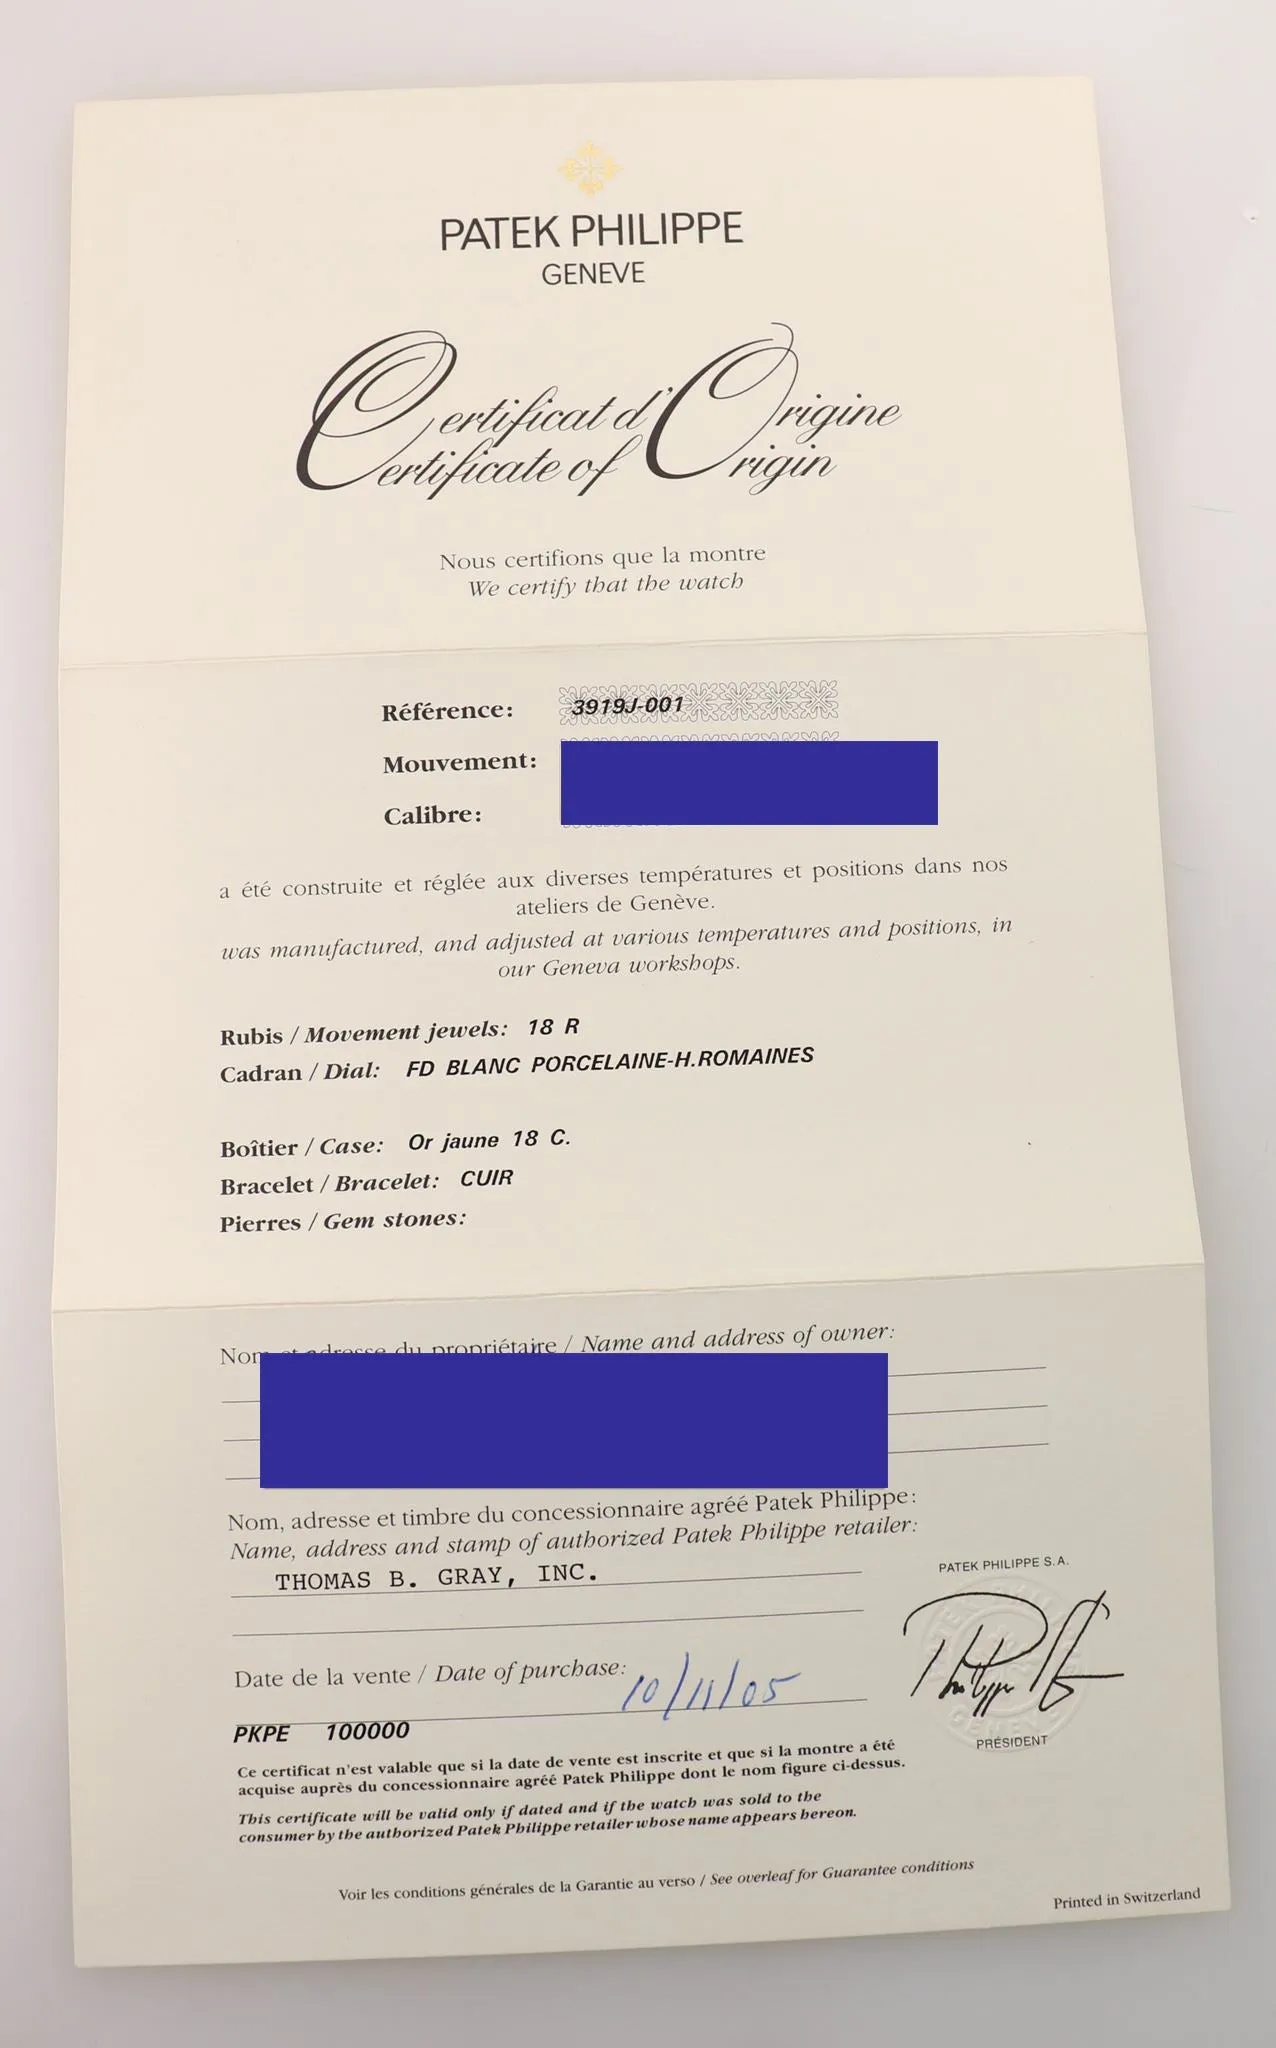 PATEK PHILIPPE
GENEVE
Certificat d'Origine
Certificate of Origin
Nous certifions que la montre
We certify that the watch
Référence: 3919J-001
Mouvement:
Calibre:
a été construite et réglée aux diverses températures et positions dans nos
ateliers de Genève.
was manufactured, and adjusted at various temperatures and positions, in
our Geneva workshops.
Rubis / Movement jewels: 18 R
Cadran / Dial: FD BLANC PORCELAINE-H.ROMAINES
Boîtier / Case: Or jaune 18 C.
Bracelet / Bracelet: CUIR
Pierres / Gem stones:
Nom et adresse du propriétaire / Name and address of owner:
Nom, adresse et timbre du concessionnaire agréé Patek Philippe:
Name, address and stamp of authorized Patek Philippe retailer:
THOMAS B. GRAY, INC.
PATEK PHILIPPE S.A.
Date de la vente / Date of purchase: 10/11/05
PRÉSIDENT
PKPE 100000
Ce certificat n'est valable que si la date de vente est inscrite et que si la montre a été
acquise auprès du concessionnaire agréé Patek Philippe dont le nom figure ci-dessus.
This certificate will be valid only if dated and if the watch was sold to the
consumer by the authorized Patek Philippe retailer whose name appears hereon.
Voir les conditions générales de la Garantie au verso / See overleaf for Guarantee conditions
Printed in Switzerland